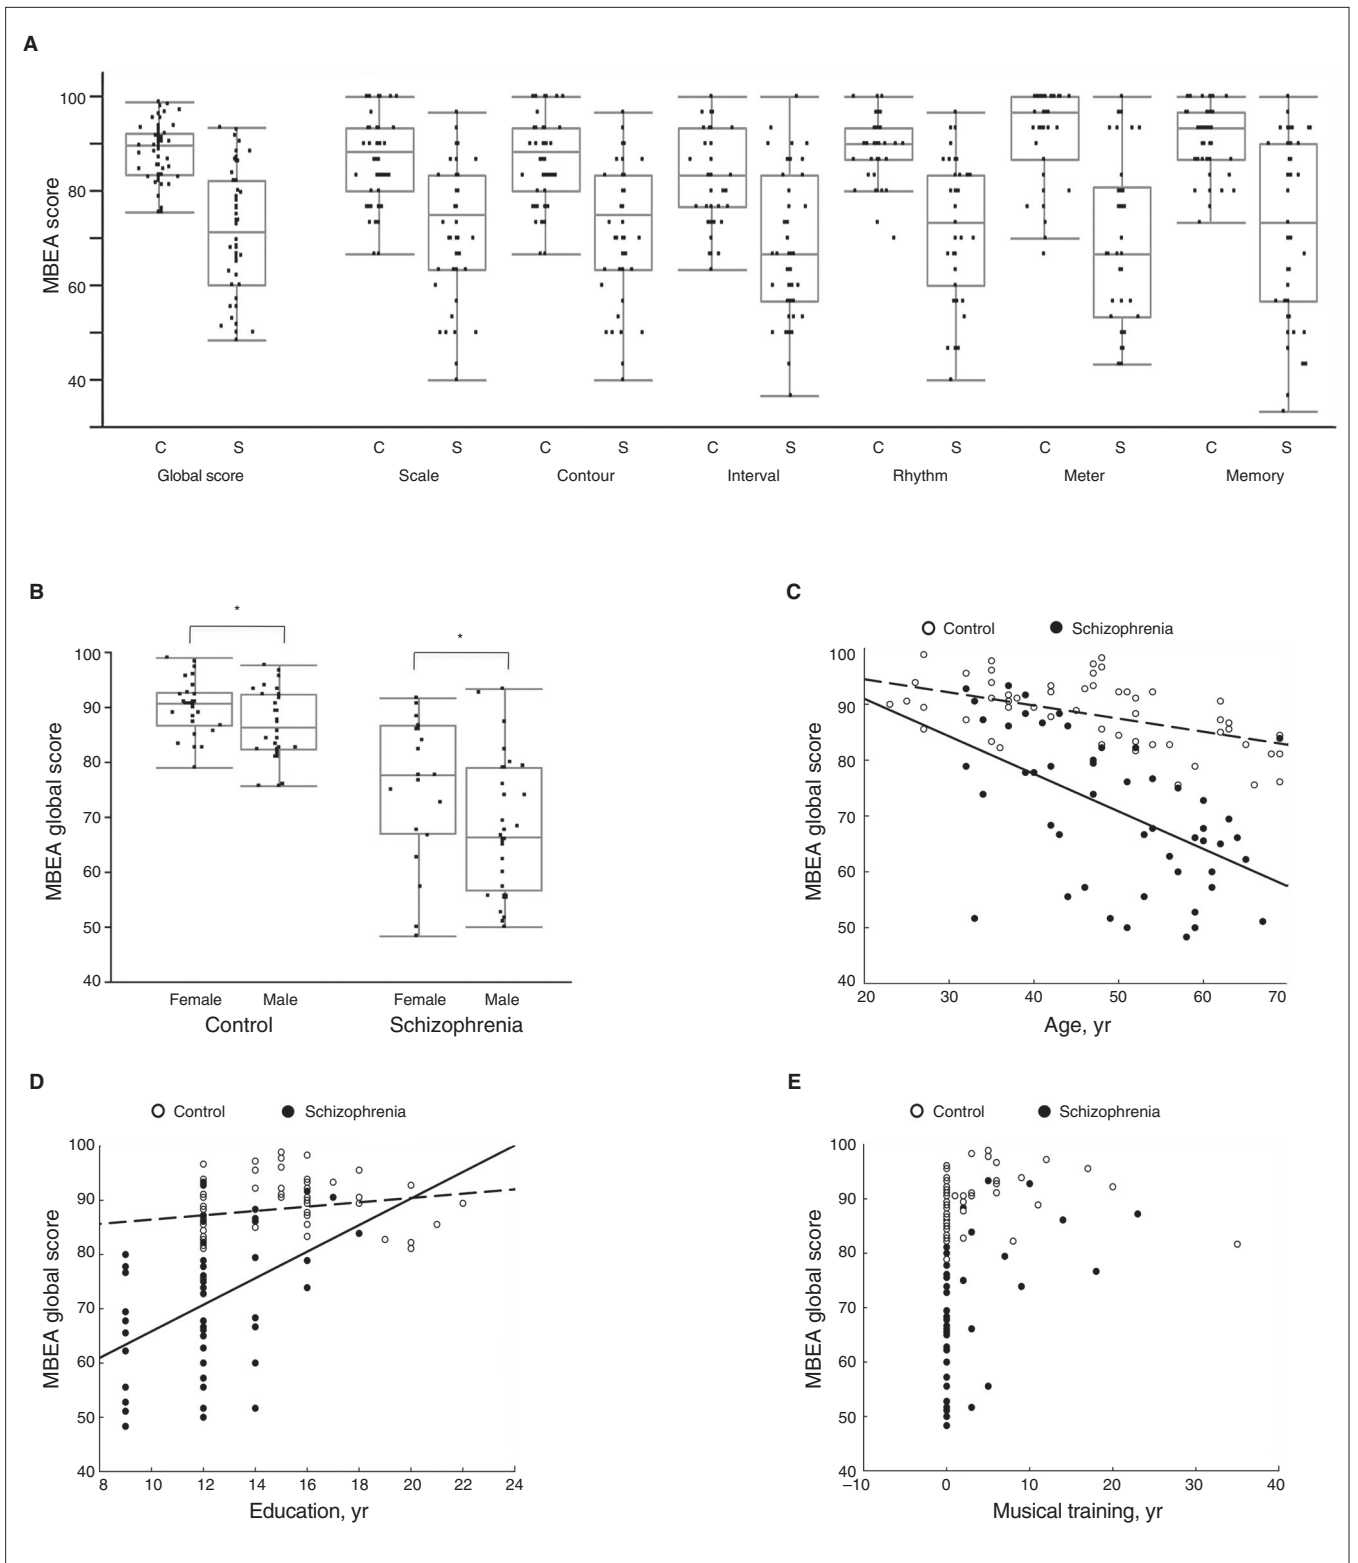 A
MBEA score
100
80
60
40
C S C S C S C S C S C S C S
Global score Scale Contour Interval Rhythm Meter Memory
B
*
*
MBEA global score
100
90
80
70
60
50
40
Female Male Female Male
Control Schizophrenia
C
Control Schizophrenia
MBEA global score
100
90
80
70
60
50
40
20 30 40 50 60 70
Age, yr
D
Control Schizophrenia
MBEA global score
100
90
80
70
60
50
40
8 10 12 14 16 18 20 22 24
Education, yr
E
Control Schizophrenia
MBEA global score
100
90
80
70
60
50
40
–10 0 10 20 30 40
Musical training, yr